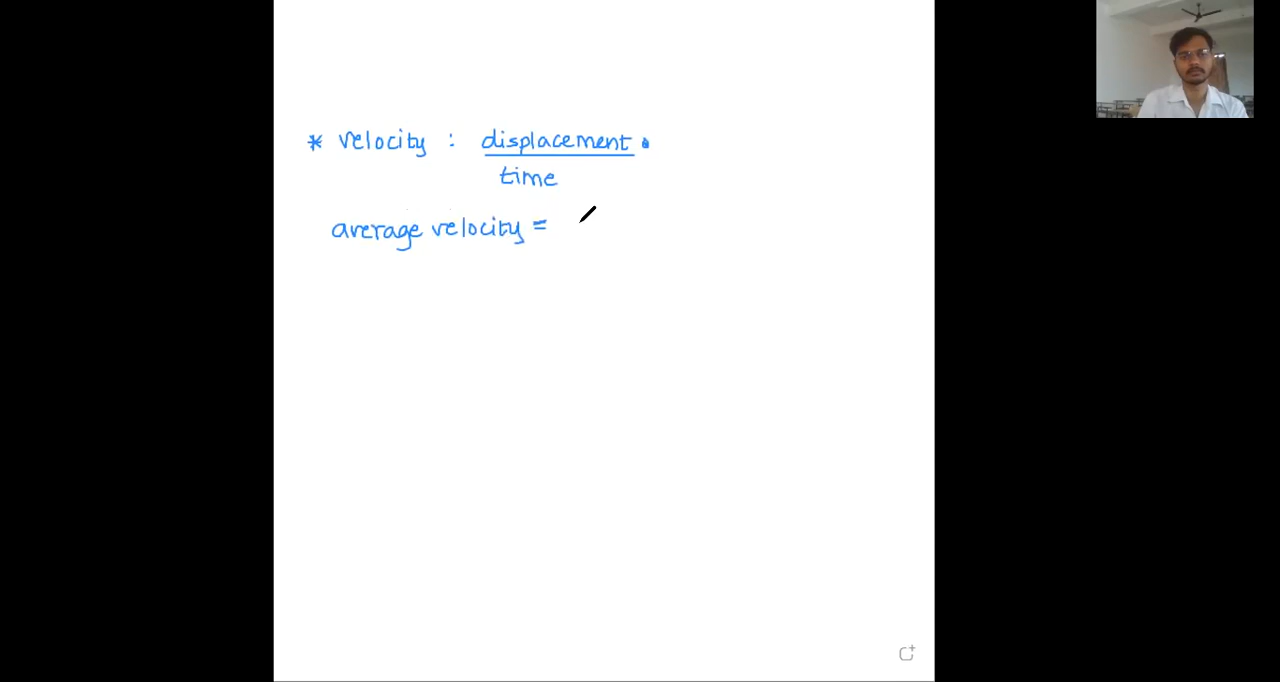 * velocity : displacement .
time
average velocity =